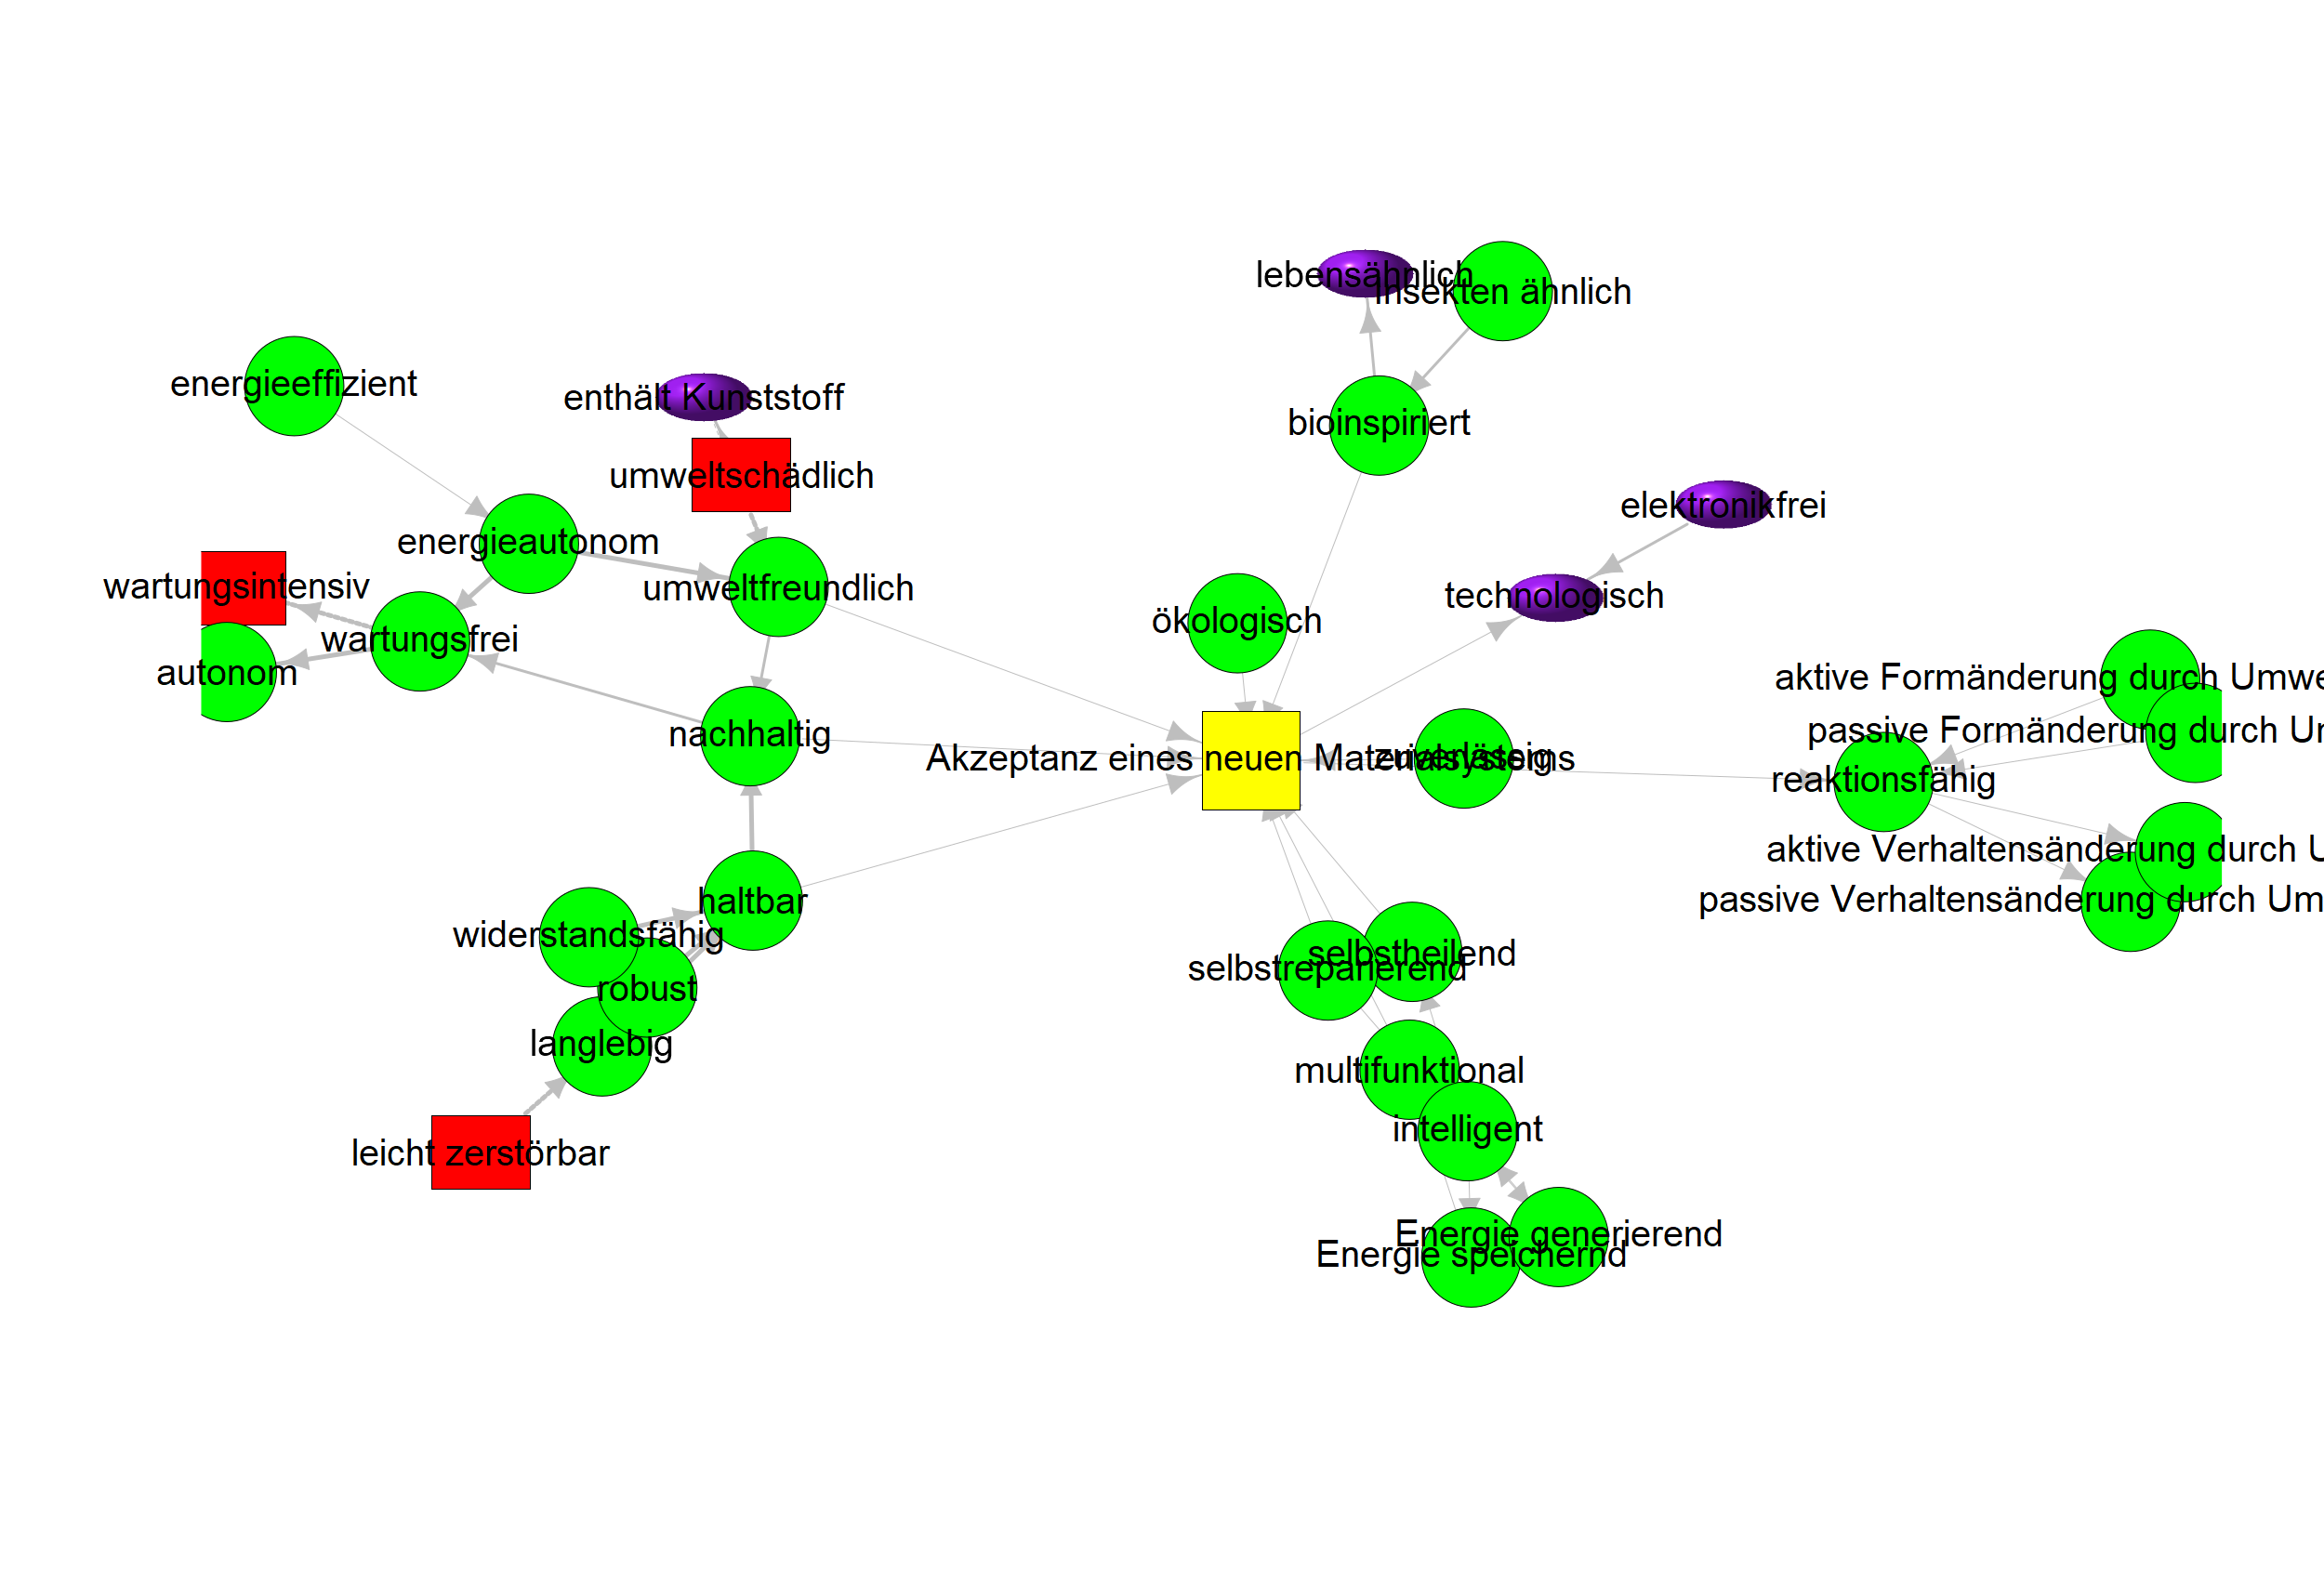 lebensähnlich
Insekten ähnlich
energieeffizient
enthält Kunststoff
bioinspiriert
umweltschädlich
elektronikfrei
energieautonom
wartungsintensiv
umweltfreundlich
technologisch
ökologisch
wartungsfrei
autonom
aktive Formänderung durch Umwe
passive Formänderung durch Un
nachhaltig
Akzeptanz eines neuen Materialsystems
zuverlässig
reaktionsfähig
aktive Verhaltensänderung durch U
haltbar
passive Verhaltensänderung durch Um
widerstandsfähig
selbstheilend
selbstreparierend
robust
langlebig
multifunktional
intelligent
leicht zerstörbar
Energie generierend
Energie speichernd